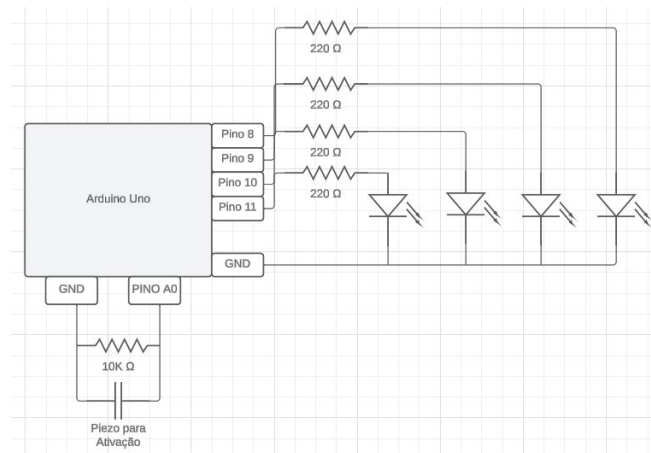 220 Ω
220 Ω
Pino 8
220 Ω
Pino 9
Pino 10
220 Ω
Pino 11
Arduino Uno
GND
GND
PINO A0
10K Ω
Piezo para
Ativação